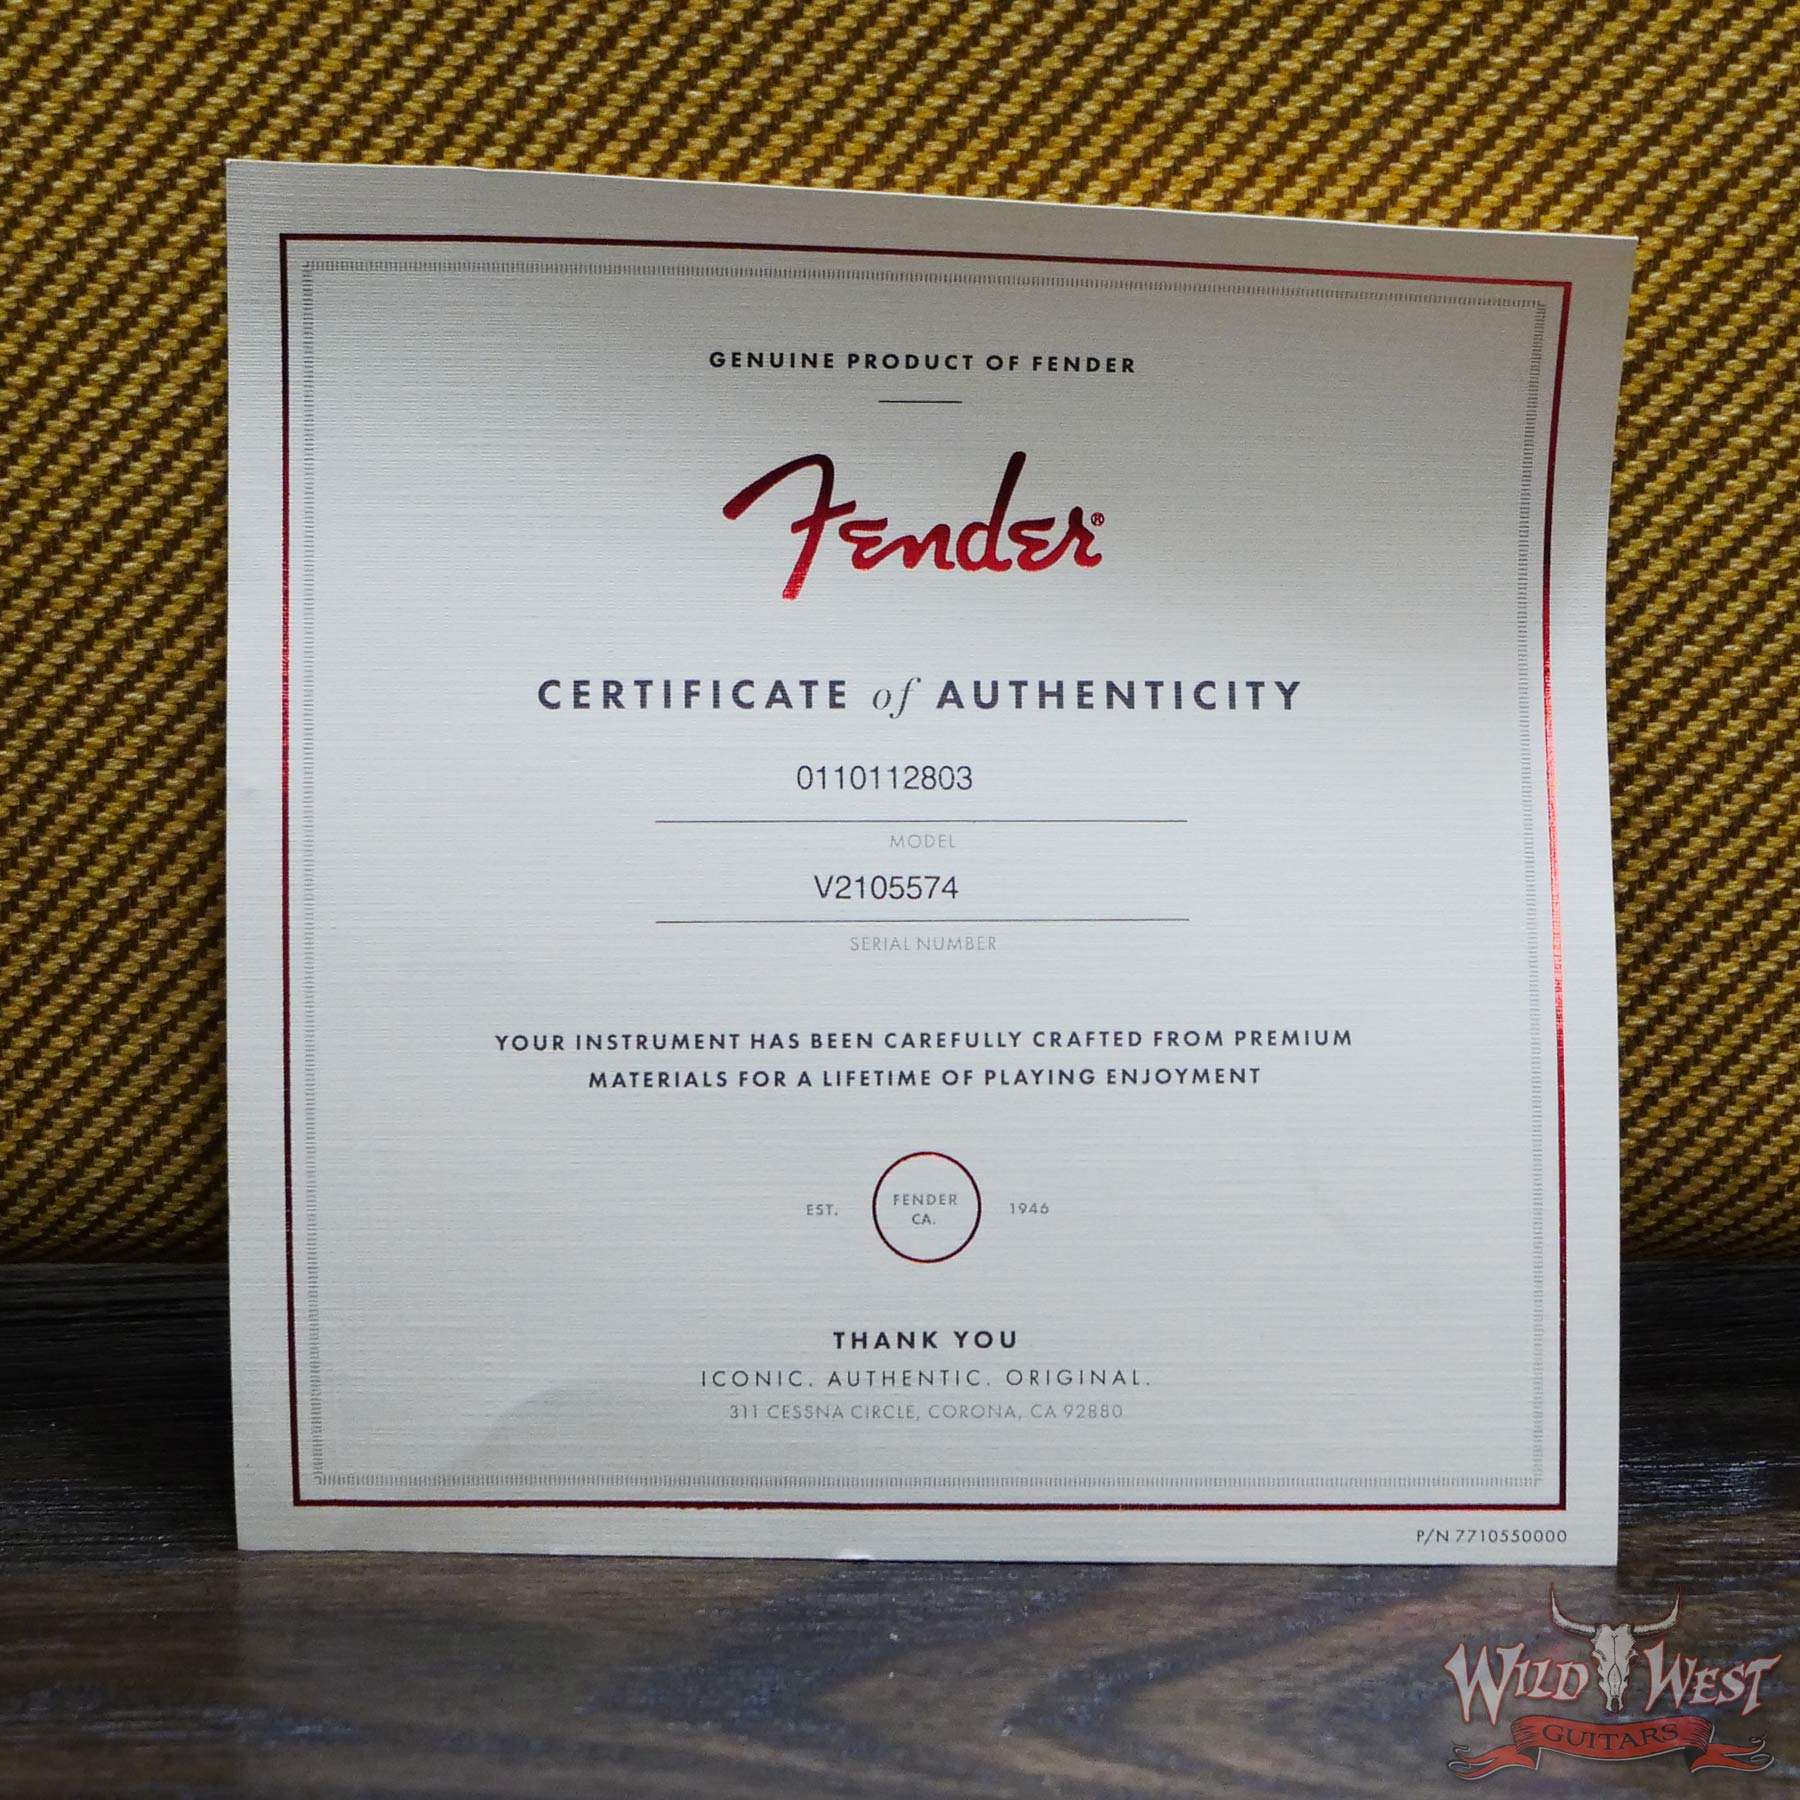 GENUINE PRODUCT OF FENDER
Fender®
CERTIFICATE of AUTHENTICITY
0110112803
MODEL
V2105574
SERIAL NUMBER
YOUR INSTRUMENT HAS BEEN CAREFULLY CRAFTED FROM PREMIUM
MATERIALS FOR A LIFETIME OF PLAYING ENJOYMENT
EST. FENDER CA. 1946
THANK YOU
ICONIC. AUTHENTIC. ORIGINAL.
311 CESSNA CIRCLE, CORONA, CA 92880
P/N 7710550000
WILD WEST
GUITARS